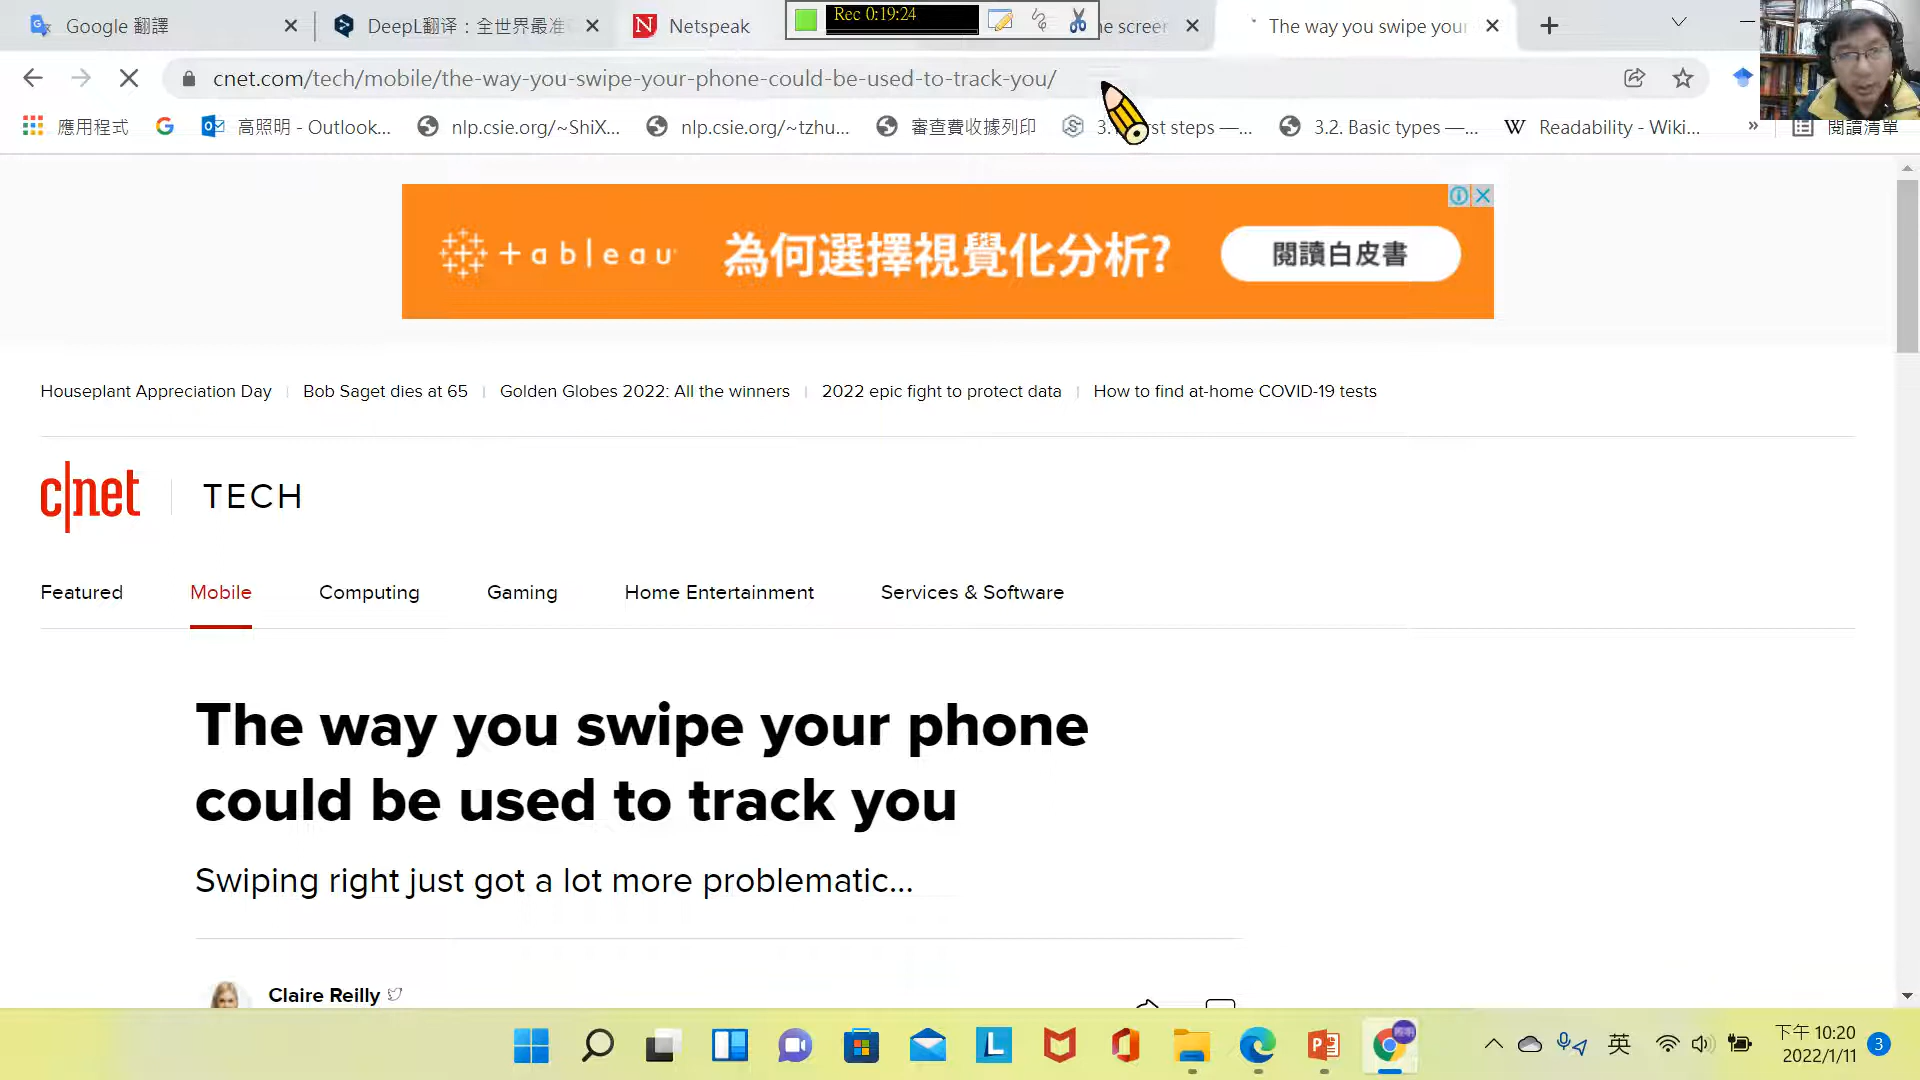 Google 翻譯
DeepL翻译：全世界最准
Netspeak
Rec 0:19:24
ne screer
The way you swipe your
cnet.com/tech/mobile/the-way-you-swipe-your-phone-could-be-used-to-track-you/
應用程式
高照明 - Outlook...
nlp.csie.org/~ShiX...
nlp.csie.org/~tzhu...
審查費收據列印
3. st steps —...
3.2. Basic types —...
W Readability - Wiki...
»
閱讀清單
+ a b l e a u
為何選擇視覺化分析?
閱讀白皮書
Houseplant Appreciation Day
Bob Saget dies at 65
Golden Globes 2022: All the winners
2022 epic fight to protect data
How to find at-home COVID-19 tests
c|net
TECH
Featured
Mobile
Computing
Gaming
Home Entertainment
Services & Software
The way you swipe your phone
could be used to track you
Swiping right just got a lot more problematic...
Claire Reilly
英
下午 10:20
2022/1/11
3